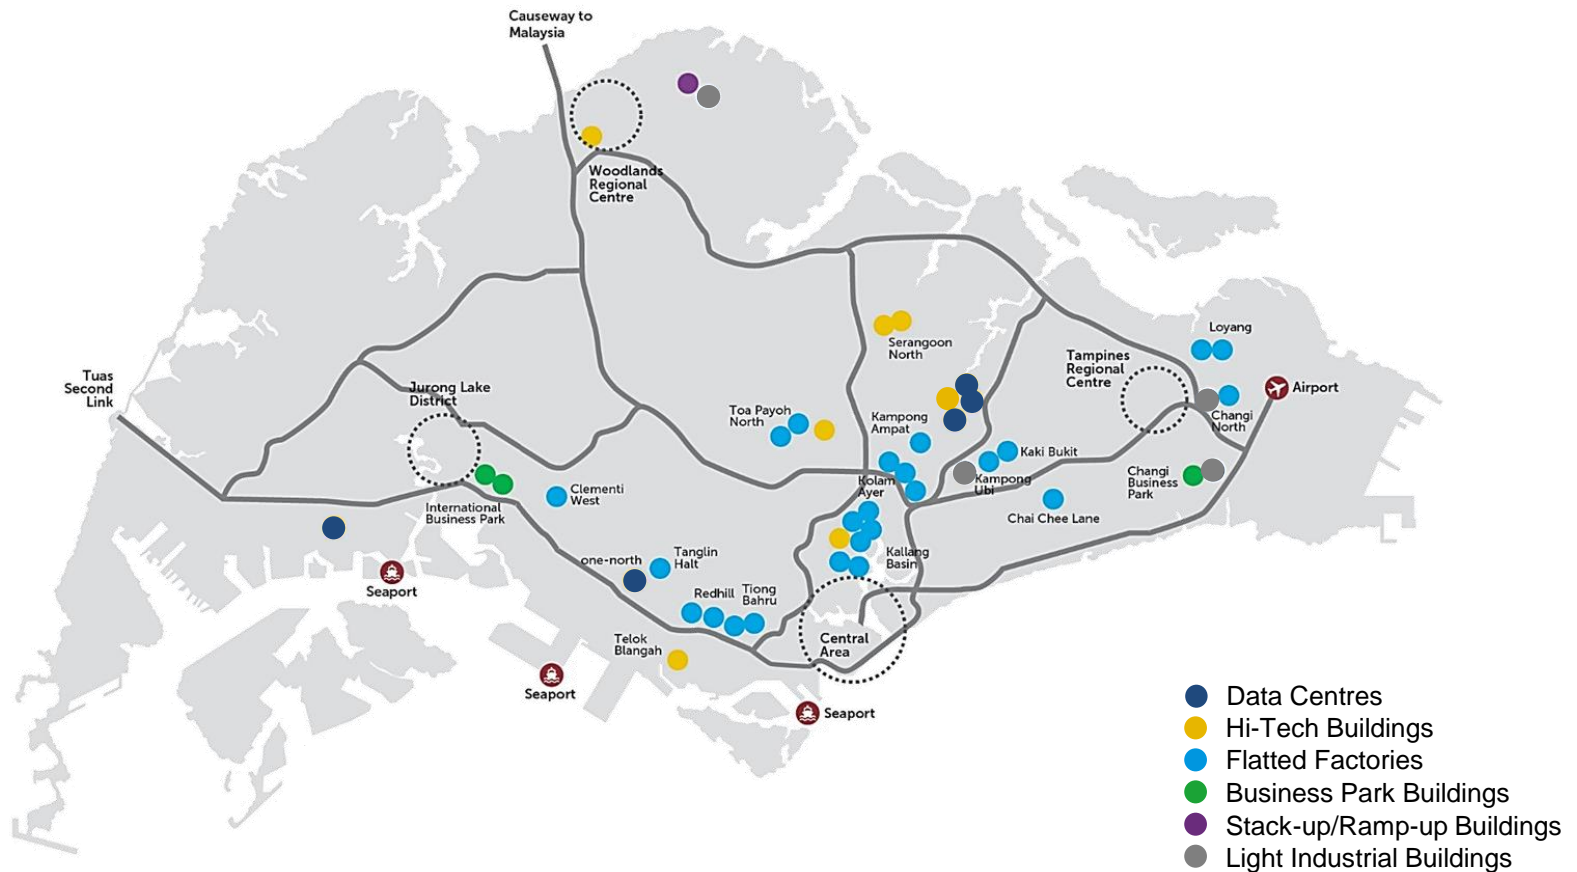 Causeway to
Malaysia
Woodlands
Regional
Centre
Serangoon
North
Loyang
Tampines
Regional
Centre
Airport
Tuas
Second
Link
Jurong Lake
District
Toa Payoh
North
Kampong
Ampat
Changi
North
Kaki Bukit
Kolam
Ayer
Kampong
Ubi
Changi
Business
Park
Clementi
West
International
Business Park
Chai Chee Lane
one-north
Tanglin
Halt
Kallang
Basin
Seaport
Redhill
Tiong
Bahru
Telok
Blangah
Central
Area
Seaport
Seaport
Data Centres
Hi-Tech Buildings
Flatted Factories
Business Park Buildings
Stack-up/Ramp-up Buildings
Light Industrial Buildings